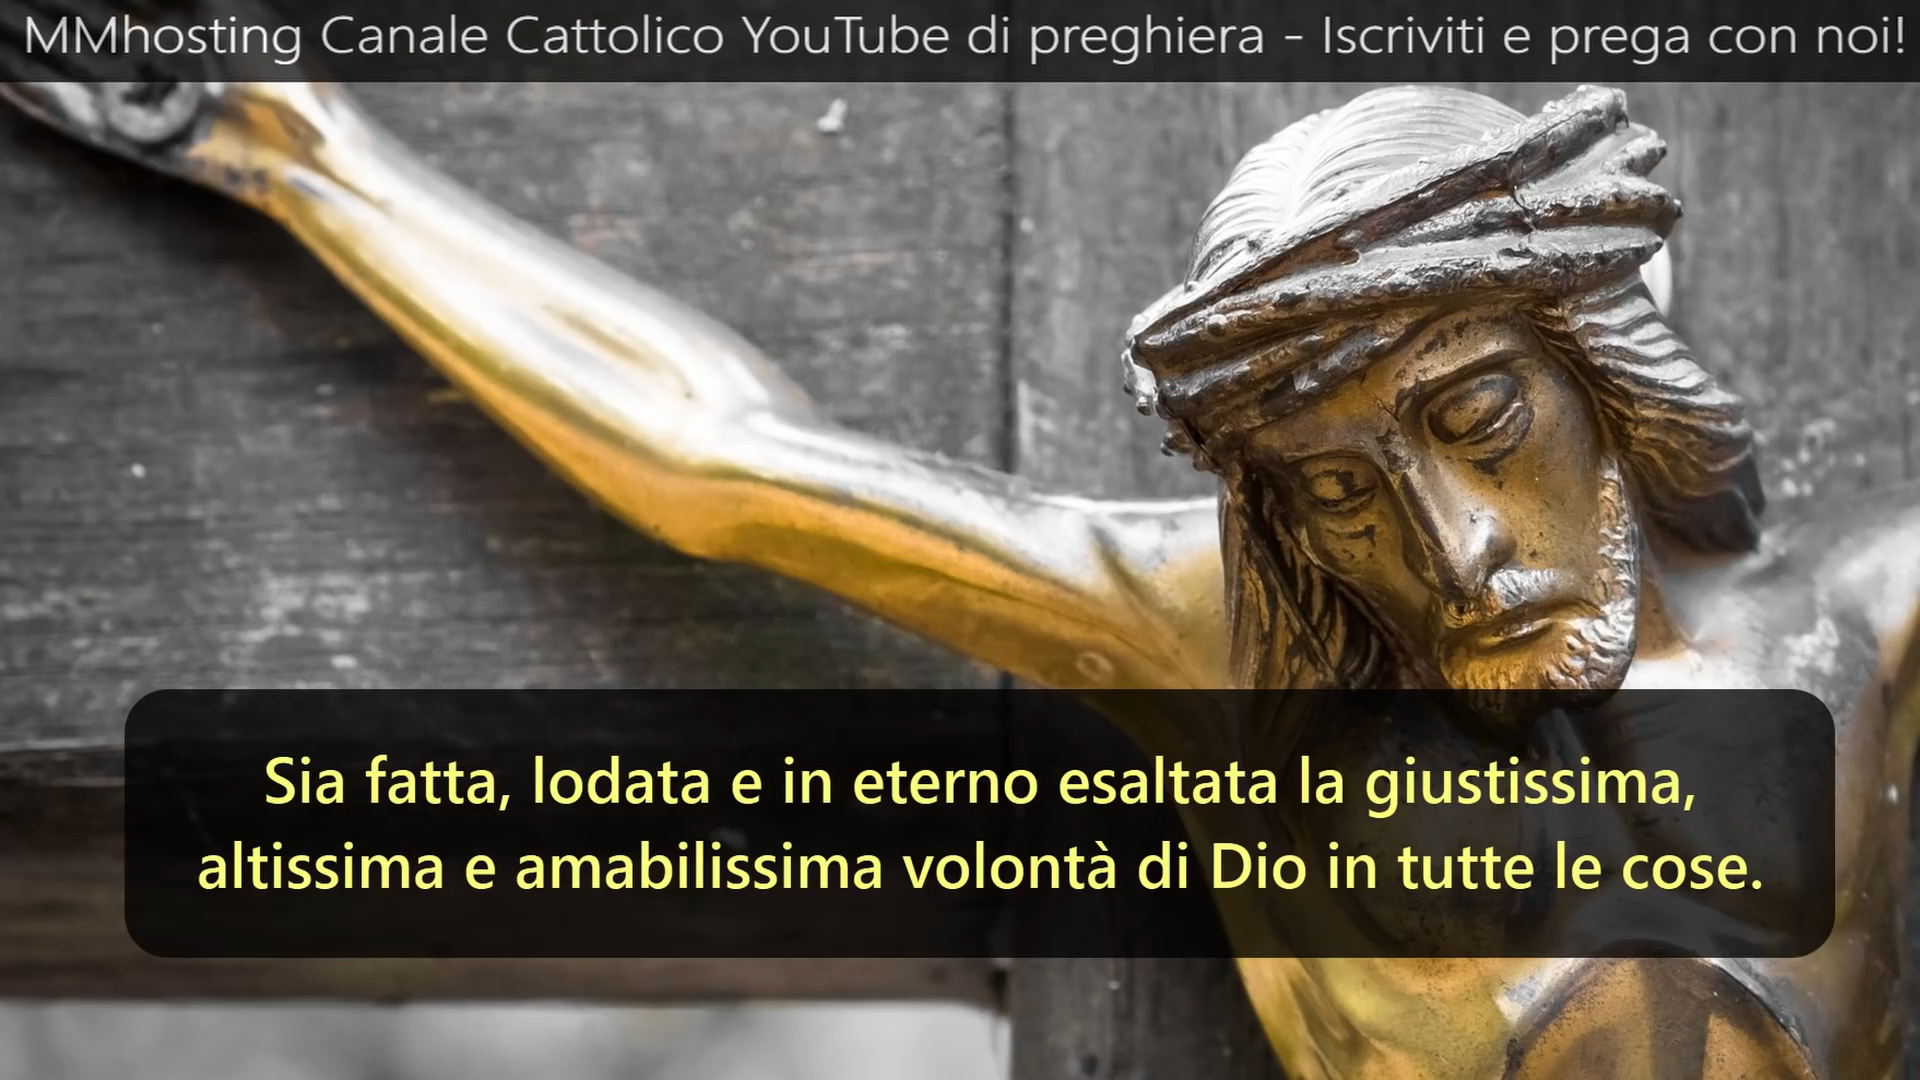 MMhosting Canale Cattolico YouTube di preghiera - Iscriviti e prega con noi!
Sia fatta, lodata e in eterno esaltata la giustissima,
altissima e amabilissima volontà di Dio in tutte le cose.